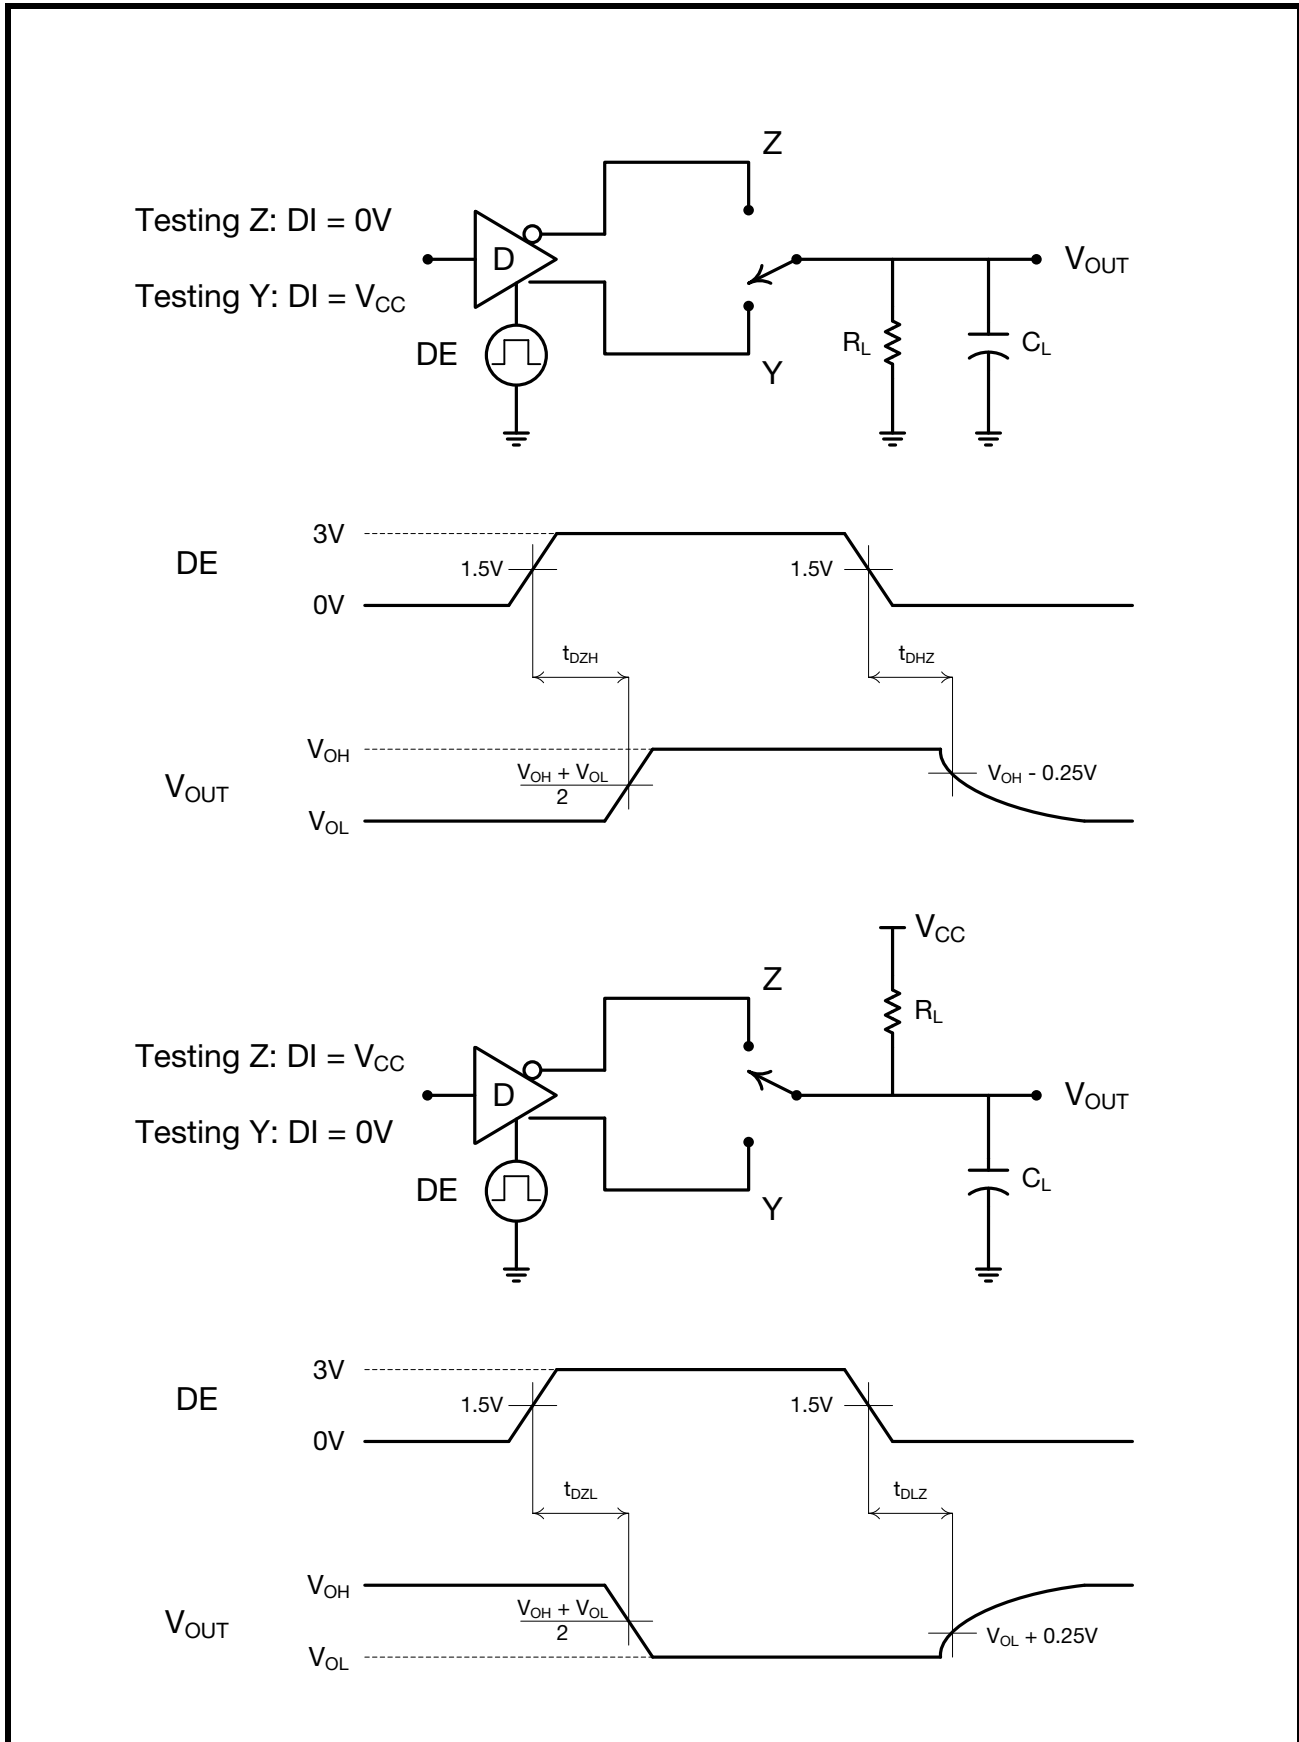 Z
Testing Z: DI = 0V
D
V_OUT
Testing Y: DI = V_CC
DE
R_L
C_L
Y
3V
DE
1.5V
1.5V
0V
t_DZH
t_DHZ
V_OH
V_OUT
V_OH + V_OL
2
V_OH - 0.25V
V_OL
V_CC
Z
R_L
Testing Z: DI = V_CC
D
V_OUT
Testing Y: DI = 0V
DE
C_L
Y
3V
DE
1.5V
1.5V
0V
t_DZL
t_DLZ
V_OH
V_OUT
V_OH + V_OL
2
V_OL + 0.25V
V_OL